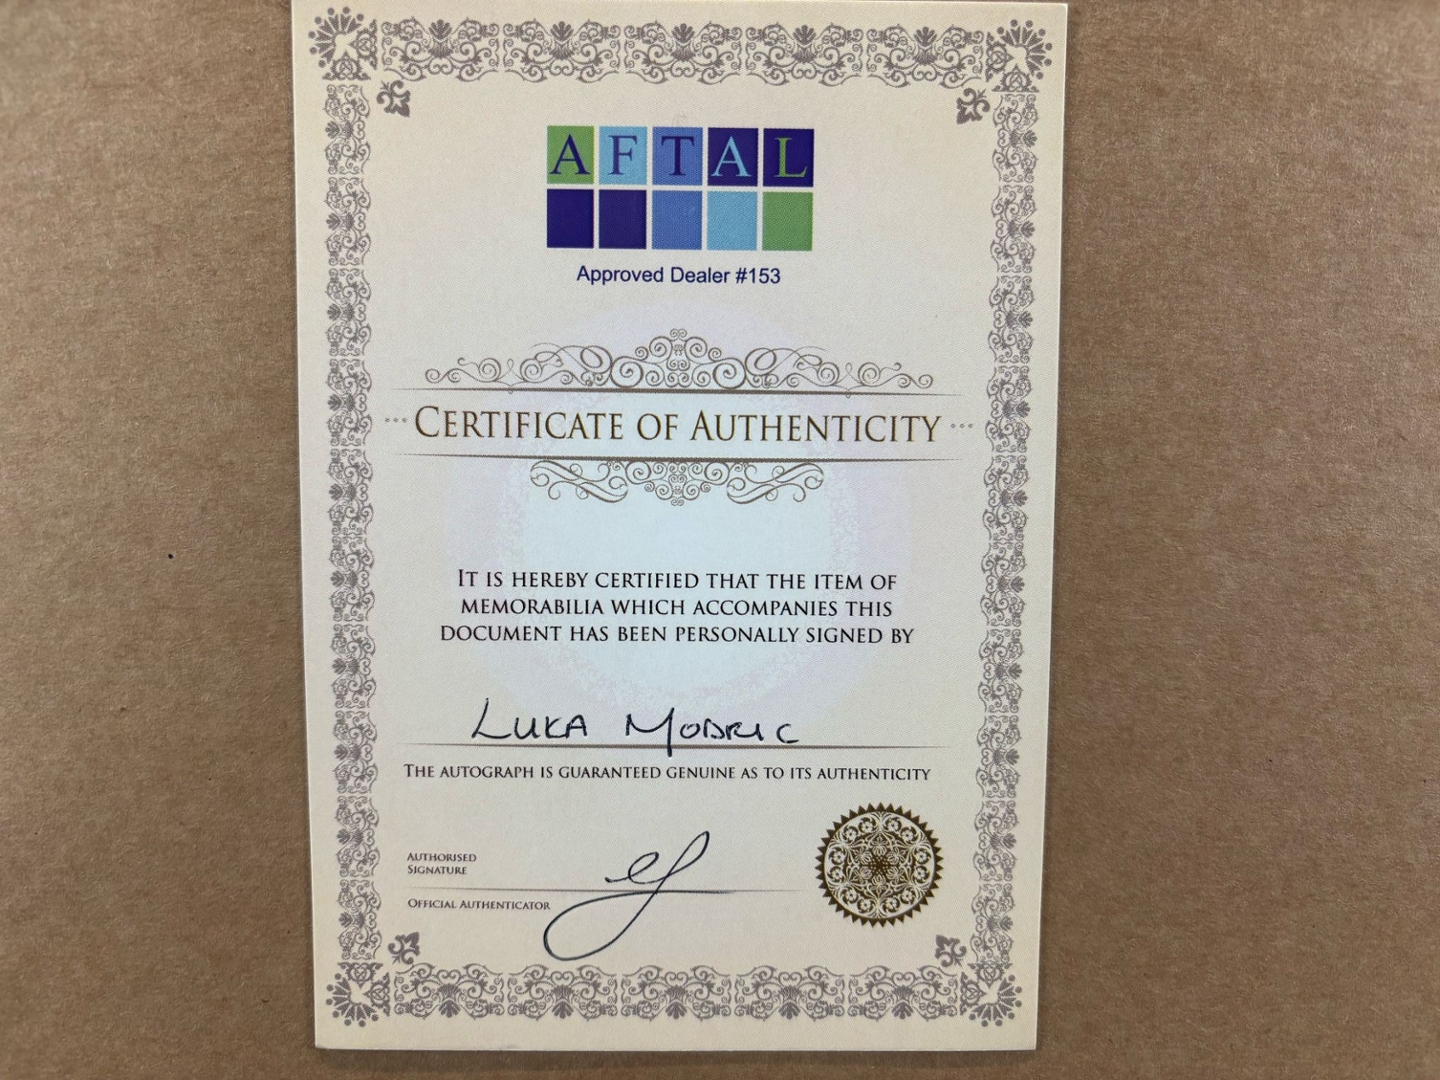 AFTAL
Approved Dealer #153
CERTIFICATE OF AUTHENTICITY
IT IS HEREBY CERTIFIED THAT THE ITEM OF
MEMORABILIA WHICH ACCOMPANIES THIS
DOCUMENT HAS BEEN PERSONALLY SIGNED BY
LUKA MODRIC
THE AUTOGRAPH IS GUARANTEED GENUINE AS TO ITS AUTHENTICITY
AUTHORISED
SIGNATURE
OFFICIAL AUTHENTICATOR